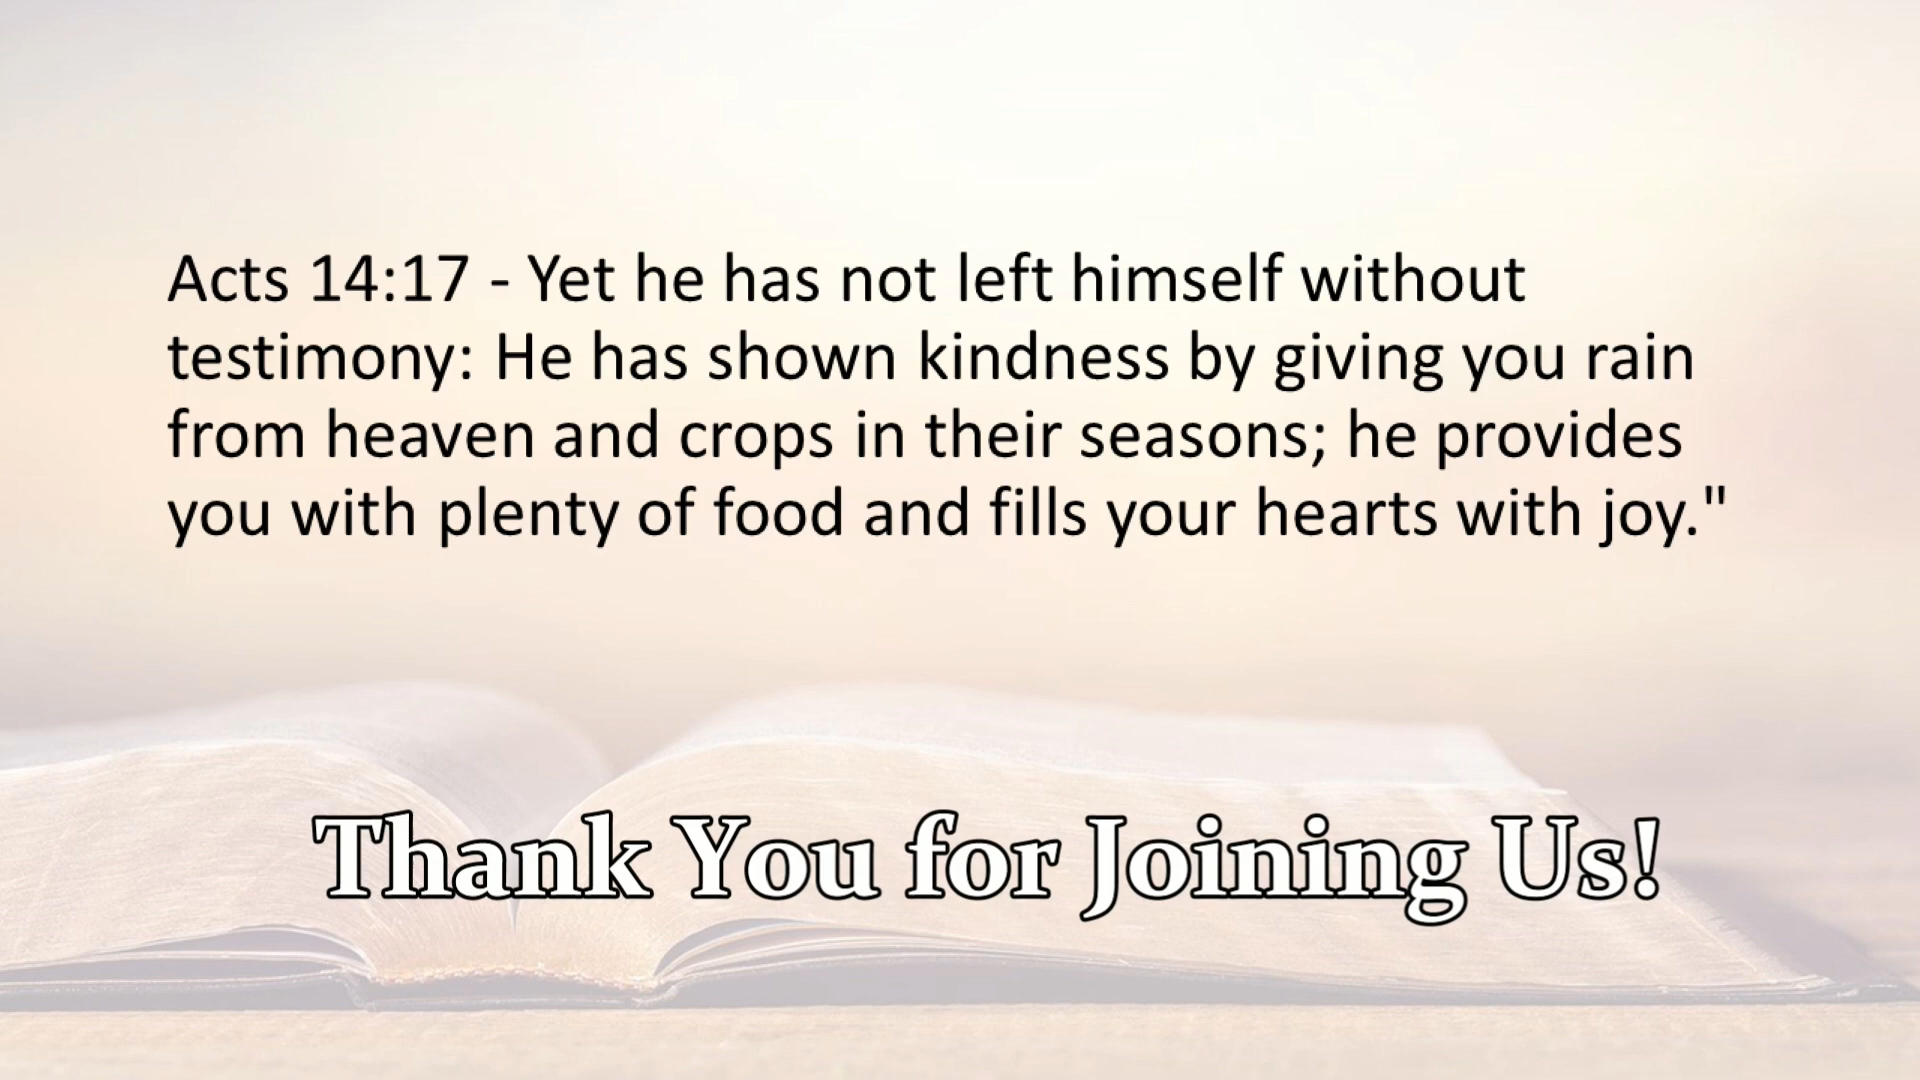 Acts 14:17 - Yet he has not left himself without
testimony: He has shown kindness by giving you rain
from heaven and crops in their seasons; he provides
you with plenty of food and fills your hearts with joy."
Thank You for Joining Us!